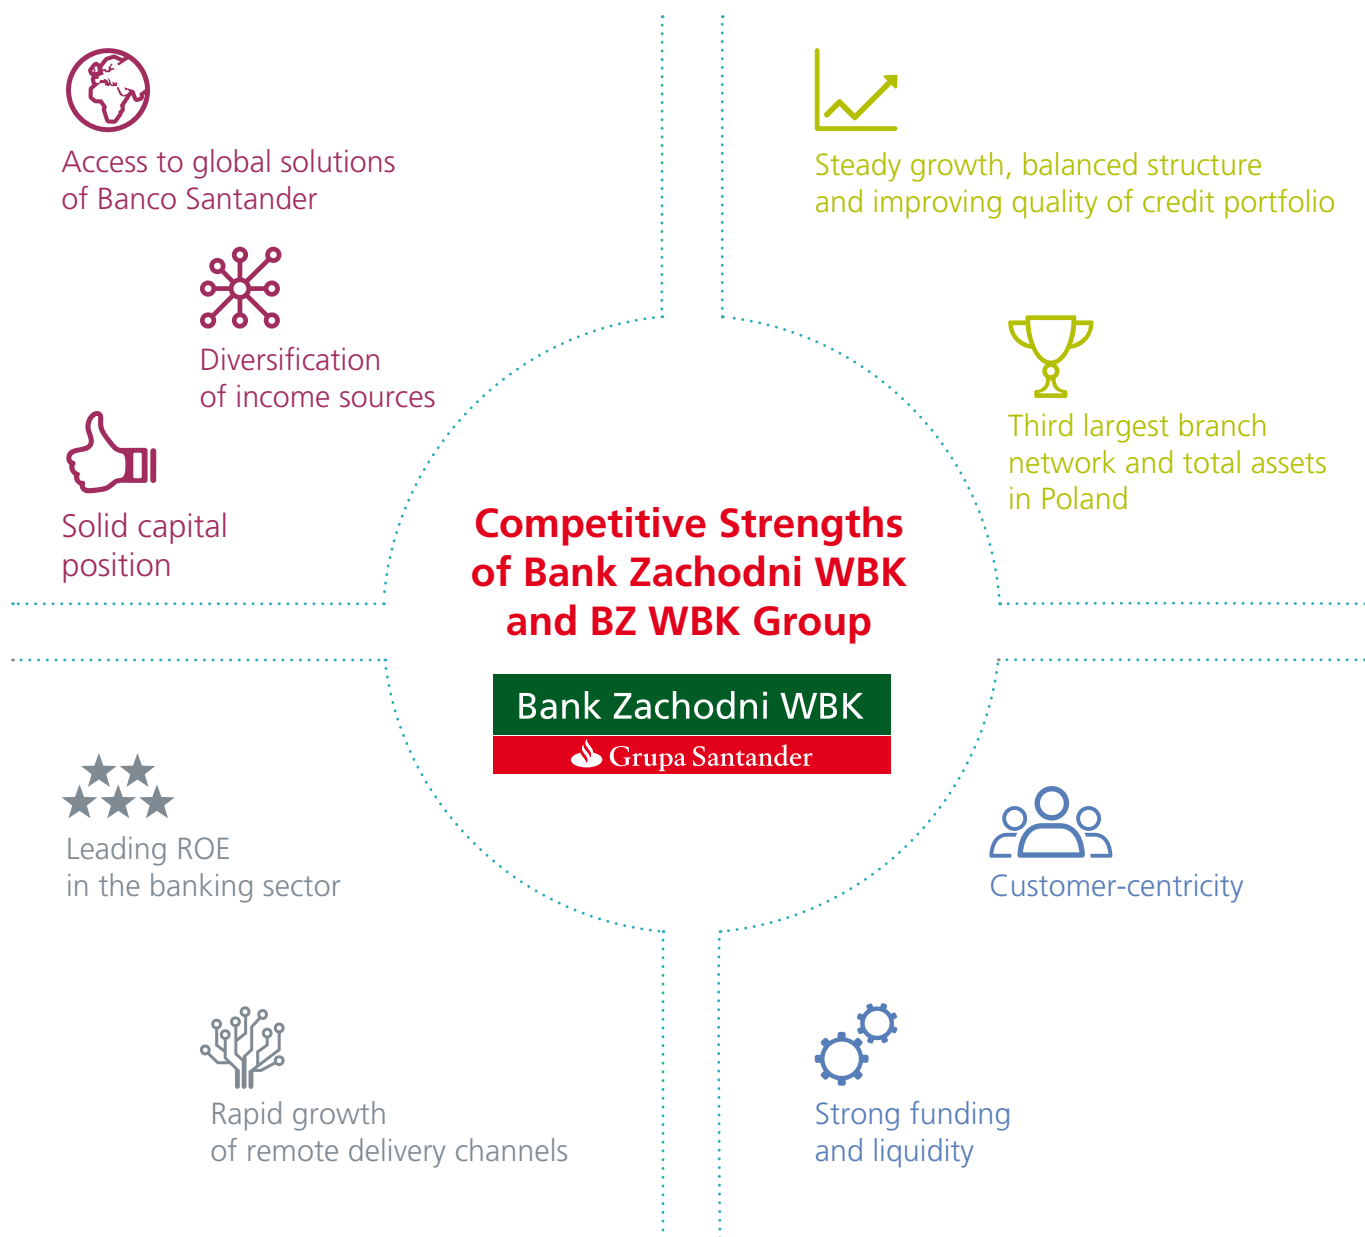 Access to global solutions
of Banco Santander
Diversification
of income sources
Solid capital
position
Steady growth, balanced structure
and improving quality of credit portfolio
Third largest branch
network and total assets
in Poland
Competitive Strengths
of Bank Zachodni WBK
and BZ WBK Group
Bank Zachodni WBK
Grupa Santander
Leading ROE
in the banking sector
Rapid growth
of remote delivery channels
Customer-centricity
Strong funding
and liquidity